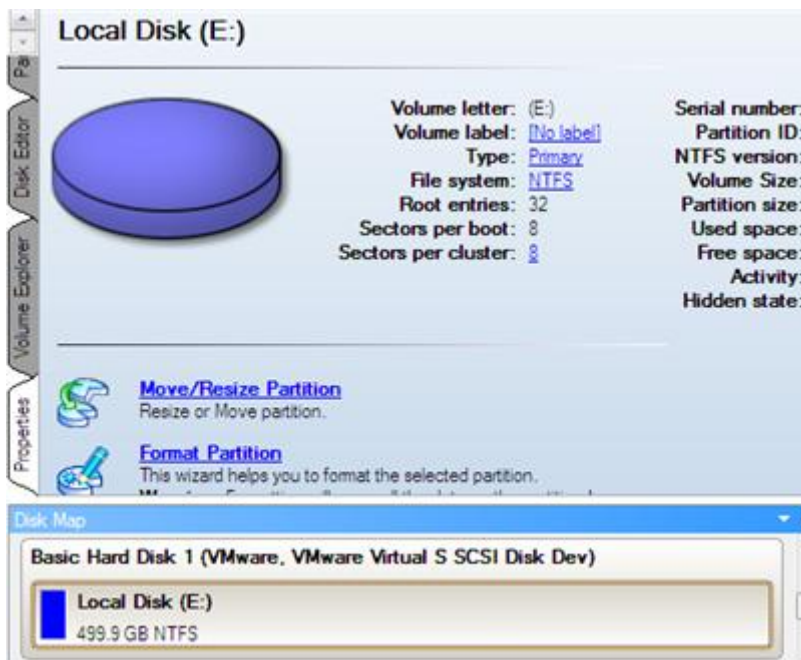 Local Disk (E:)
Volume letter: (E:)
Volume label: [No label]
Type: Primary
File system: NTFS
Root entries: 32
Sectors per boot: 8
Sectors per cluster: 8
Serial number:
Partition ID:
NTFS version:
Volume Size:
Partition size:
Used space:
Free space:
Activity:
Hidden state:
Disk Editor
Volume Explorer
Properties
Move/Resize Partition
Resize or Move partition.
Format Partition
This wizard helps you to format the selected partition.
Disk Map
Basic Hard Disk 1 (VMware, VMware Virtual S SCSI Disk Dev)
Local Disk (E:)
499.9 GB NTFS